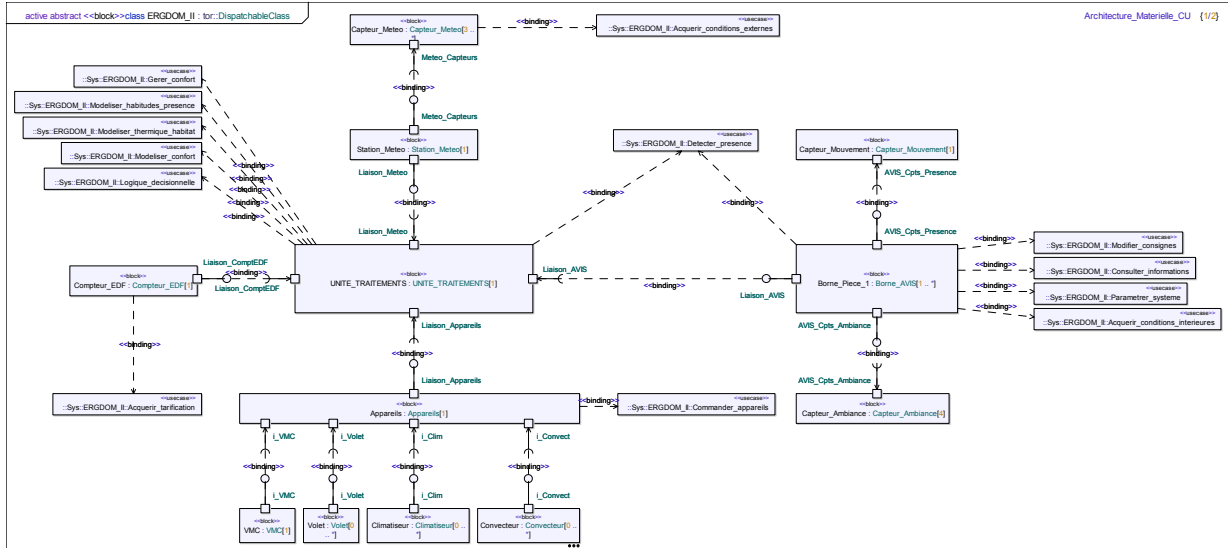 active abstract <<block>>class ERGDOM_II : tor::DispatchableClass
Architecture_Materielle_CU {1/2}
<<block>>
Capteur_Meteo : Capteur_Meteo[3 ..
*]
<<binding>>
<<usecase>>
::Sys::ERGDOM_II::Acquerir_conditions_externes
Meteo_Capteurs
<<binding>>
Meteo_Capteurs
<<usecase>>
::Sys::ERGDOM_II::Gerer_confort
<<usecase>>
::Sys::ERGDOM_II::Modeliser_habitudes_presence
<<usecase>>
::Sys::ERGDOM_II::Modeliser_thermique_habitat
<<usecase>>
::Sys::ERGDOM_II::Modeliser_confort
<<usecase>>
::Sys::ERGDOM_II::Logique_decisionnelle
<<binding>>
<<binding>>
<<binding>>
<<binding>>
<<binding>>
<<block>>
Station_Meteo : Station_Meteo[1]
Liaison_Meteo
<<binding>>
Liaison_Meteo
<<usecase>>
::Sys::ERGDOM_II::Detecter_presence
<<binding>>
<<binding>>
<<block>>
Capteur_Mouvement : Capteur_Mouvement[1]
AVIS_Cpts_Presence
<<binding>>
AVIS_Cpts_Presence
<<block>>
Compteur_EDF : Compteur_EDF[1]
Liaison_ComptEDF
<<binding>>
Liaison_ComptEDF
<<block>>
UNITE_TRAITEMENTS : UNITE_TRAITEMENTS[1]
Liaison_AVIS
<<binding>>
Liaison_AVIS
<<block>>
Borne_Piece_1 : Borne_AVIS[1 .. *]
<<binding>>
<<usecase>>
::Sys::ERGDOM_II::Modifier_consignes
<<binding>>
<<usecase>>
::Sys::ERGDOM_II::Consulter_informations
<<binding>>
<<usecase>>
::Sys::ERGDOM_II::Parametrer_systeme
<<binding>>
<<usecase>>
::Sys::ERGDOM_II::Acquerir_conditions_interieures
<<binding>>
<<usecase>>
::Sys::ERGDOM_II::Acquerir_tarification
Liaison_Appareils
<<binding>>
Liaison_Appareils
AVIS_Cpts_Ambiance
<<binding>>
AVIS_Cpts_Ambiance
<<block>>
Appareils : Appareils[1]
<<binding>>
<<usecase>>
::Sys::ERGDOM_II::Commander_appareils
<<block>>
Capteur_Ambiance : Capteur_Ambiance[4]
i_VMC
i_Volet
i_Clim
i_Convect
<<binding>>
<<binding>>
<<binding>>
<<binding>>
i_VMC
i_Volet
i_Clim
i_Convect
<<block>>
VMC : VMC[1]
<<block>>
Volet : Volet[0
.. *]
<<block>>
Climatiseur : Climatiseur[0 ..
*]
<<block>>
Convecteur : Convecteur[0 ..
*]